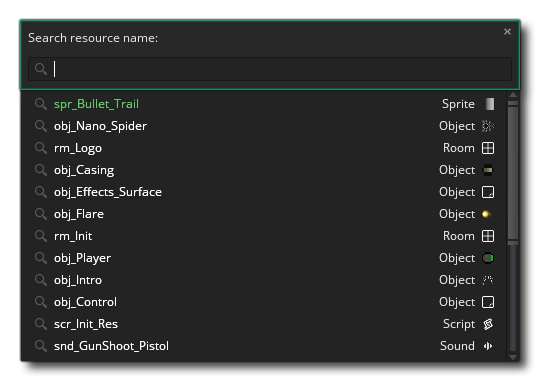 Search resource name:
spr_Bullet_Trail Sprite
obj_Nano_Spider Object
rm_Logo Room
obj_Casing Object
obj_Effects_Surface Object
obj_Flare Object
rm_Init Room
obj_Player Object
obj_Intro Object
obj_Control Object
scr_Init_Res Script
snd_GunShoot_Pistol Sound